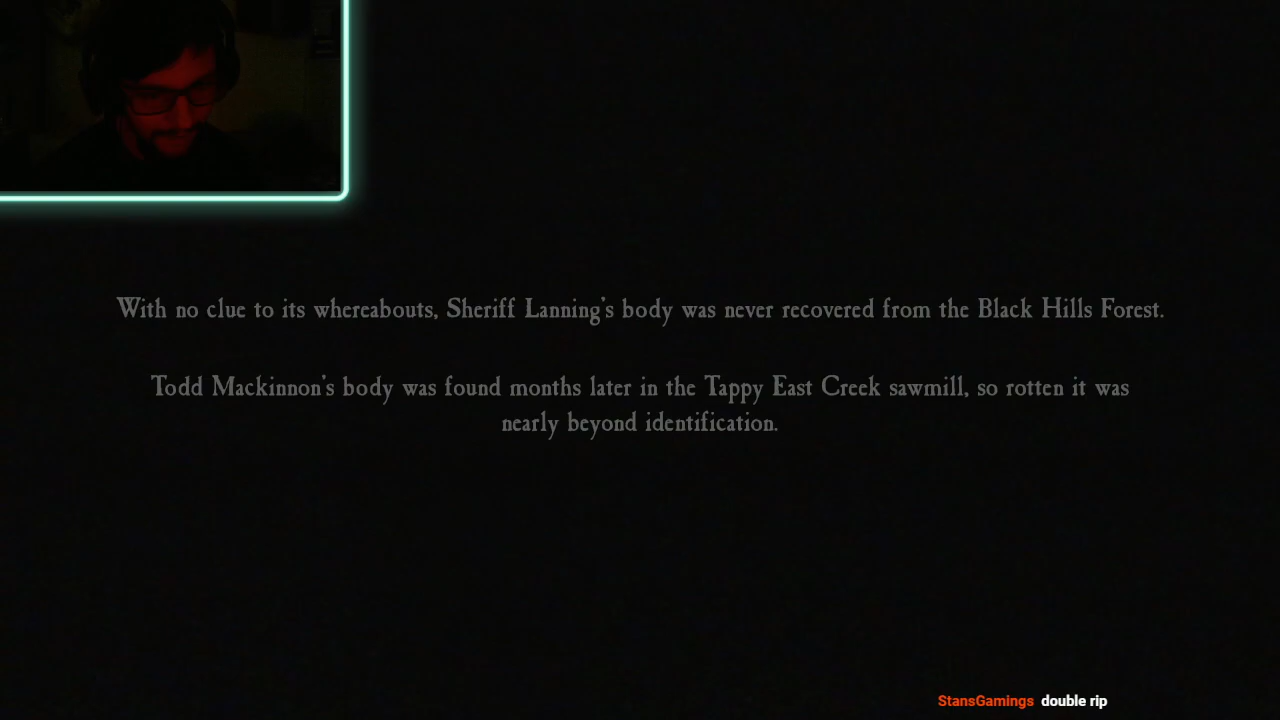 With no clue to its whereabouts, Sheriff Lanning's body was never recovered from the Black Hills Forest.
Todd Mackinnon's body was found months later in the Tappy East Creek sawmill, so rotten it was
nearly beyond identification.
StansGamings double rip